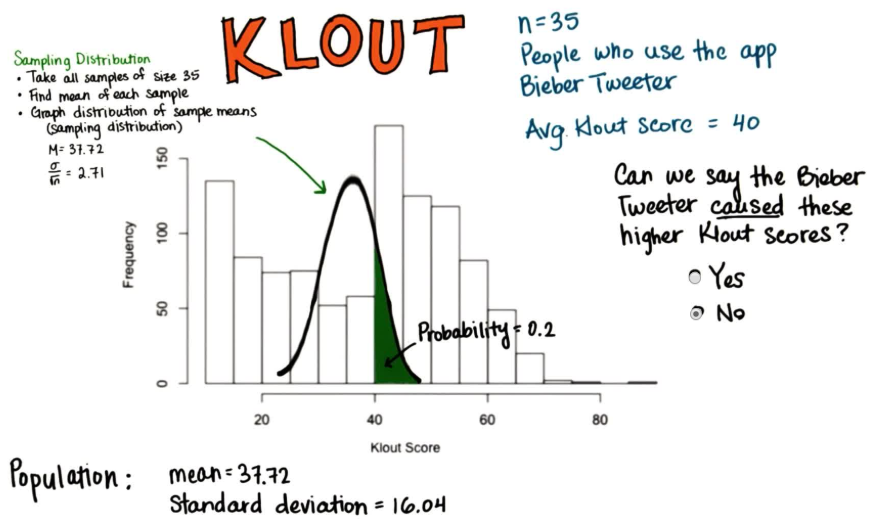 KLOUT
Sampling Distribution
• Take all samples of size 35
• Find mean of each sample
• Graph distribution of sample means
(sampling distribution)
M = 37.72
σ/√n = 2.71
n = 35
People who use the app
Bieber Tweeter
Avg. Klout score = 40
Can we say the Bieber
Tweeter caused these
higher Klout scores?
Yes
No
Frequency
150
100
50
0
Probability = 0.2
20 40 60 80
Klout Score
Population: mean = 37.72
Standard deviation = 16.04